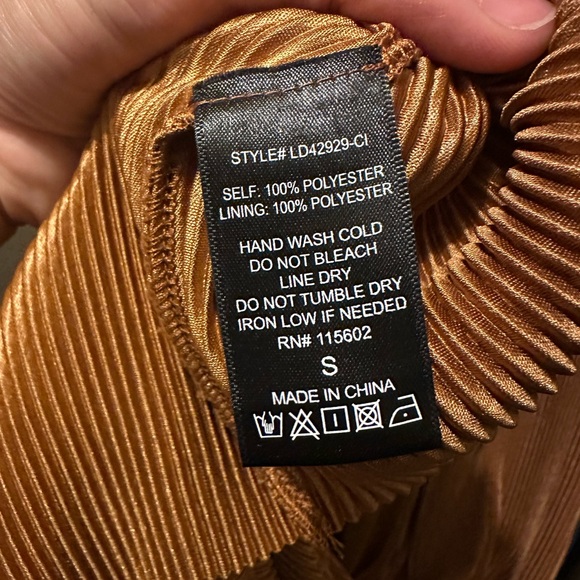 STYLE# LD42929-CI
SELF: 100% POLYESTER
LINING: 100% POLYESTER
HAND WASH COLD
DO NOT BLEACH
LINE DRY
DO NOT TUMBLE DRY
IRON LOW IF NEEDED
RN# 115602
S
MADE IN CHINA